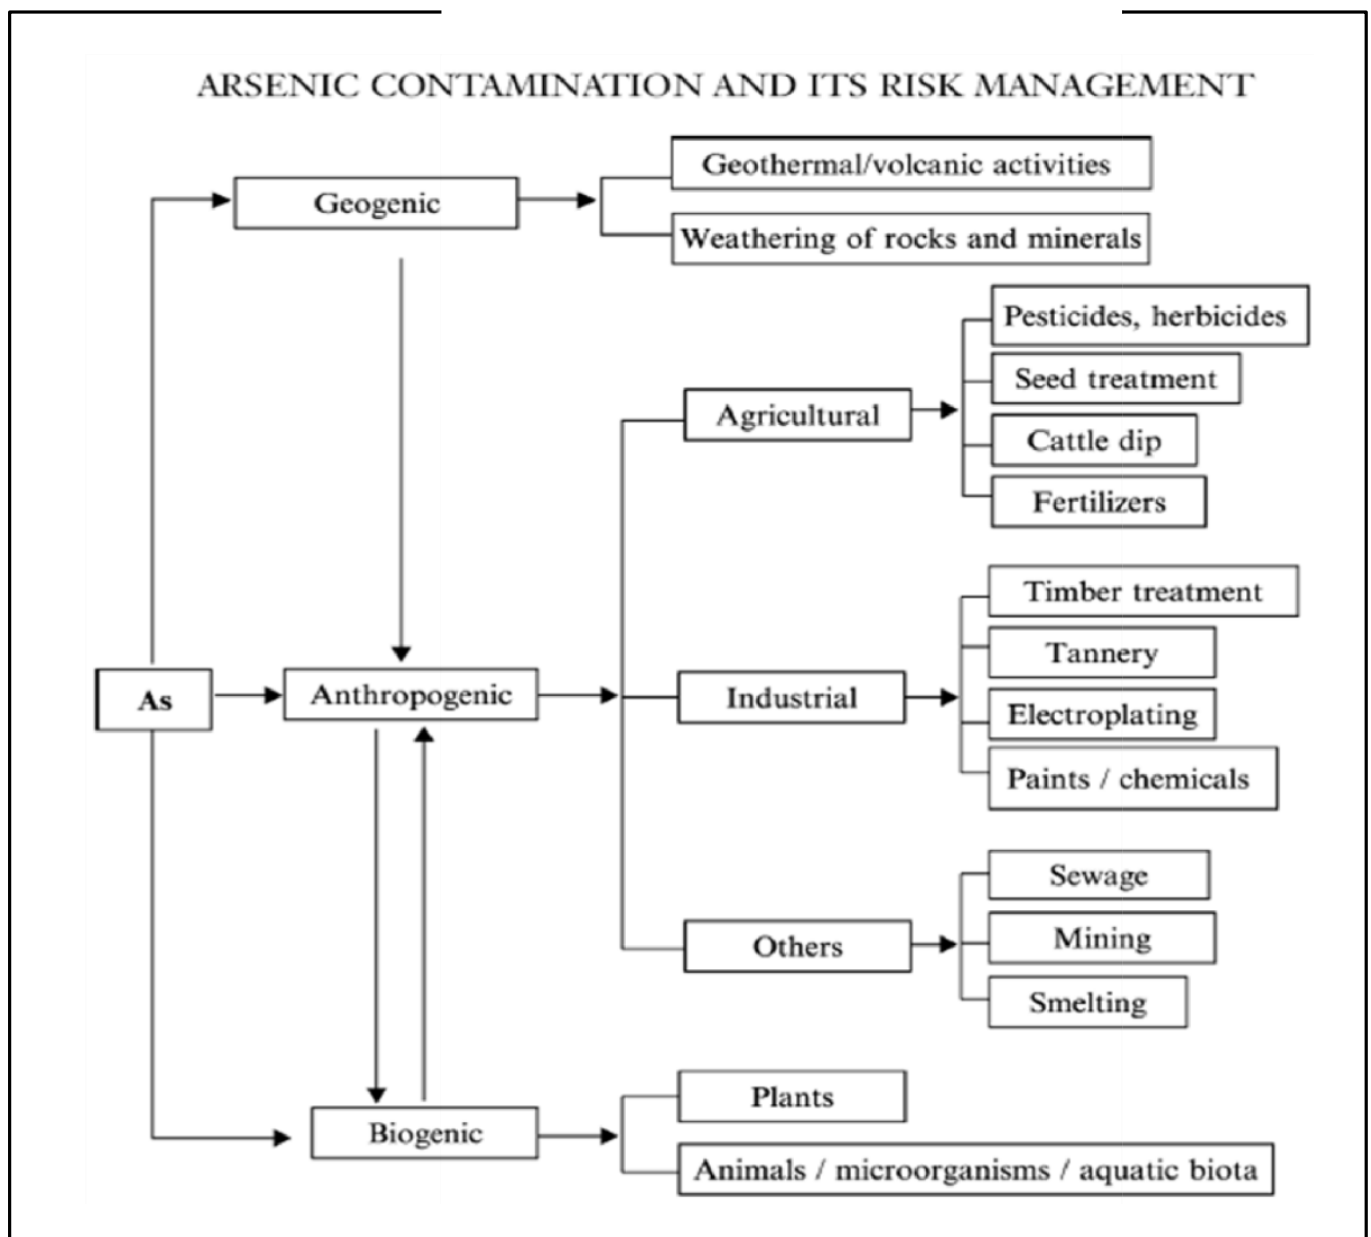 ARSENIC CONTAMINATION AND ITS RISK MANAGEMENT
Geogenic
Geothermal/volcanic activities
Weathering of rocks and minerals
As
Anthropogenic
Agricultural
Pesticides, herbicides
Seed treatment
Cattle dip
Fertilizers
Industrial
Timber treatment
Tannery
Electroplating
Paints / chemicals
Others
Sewage
Mining
Smelting
Biogenic
Plants
Animals / microorganisms / aquatic biota